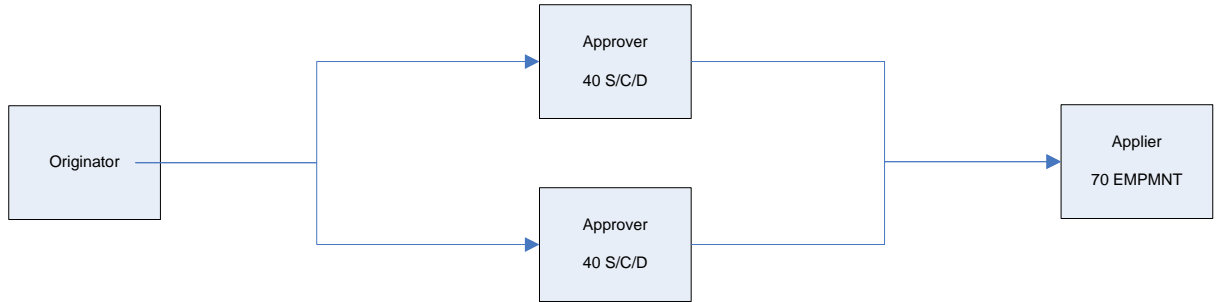 Originator
Approver
40 S/C/D
Approver
40 S/C/D
Applier
70 EMPMNT